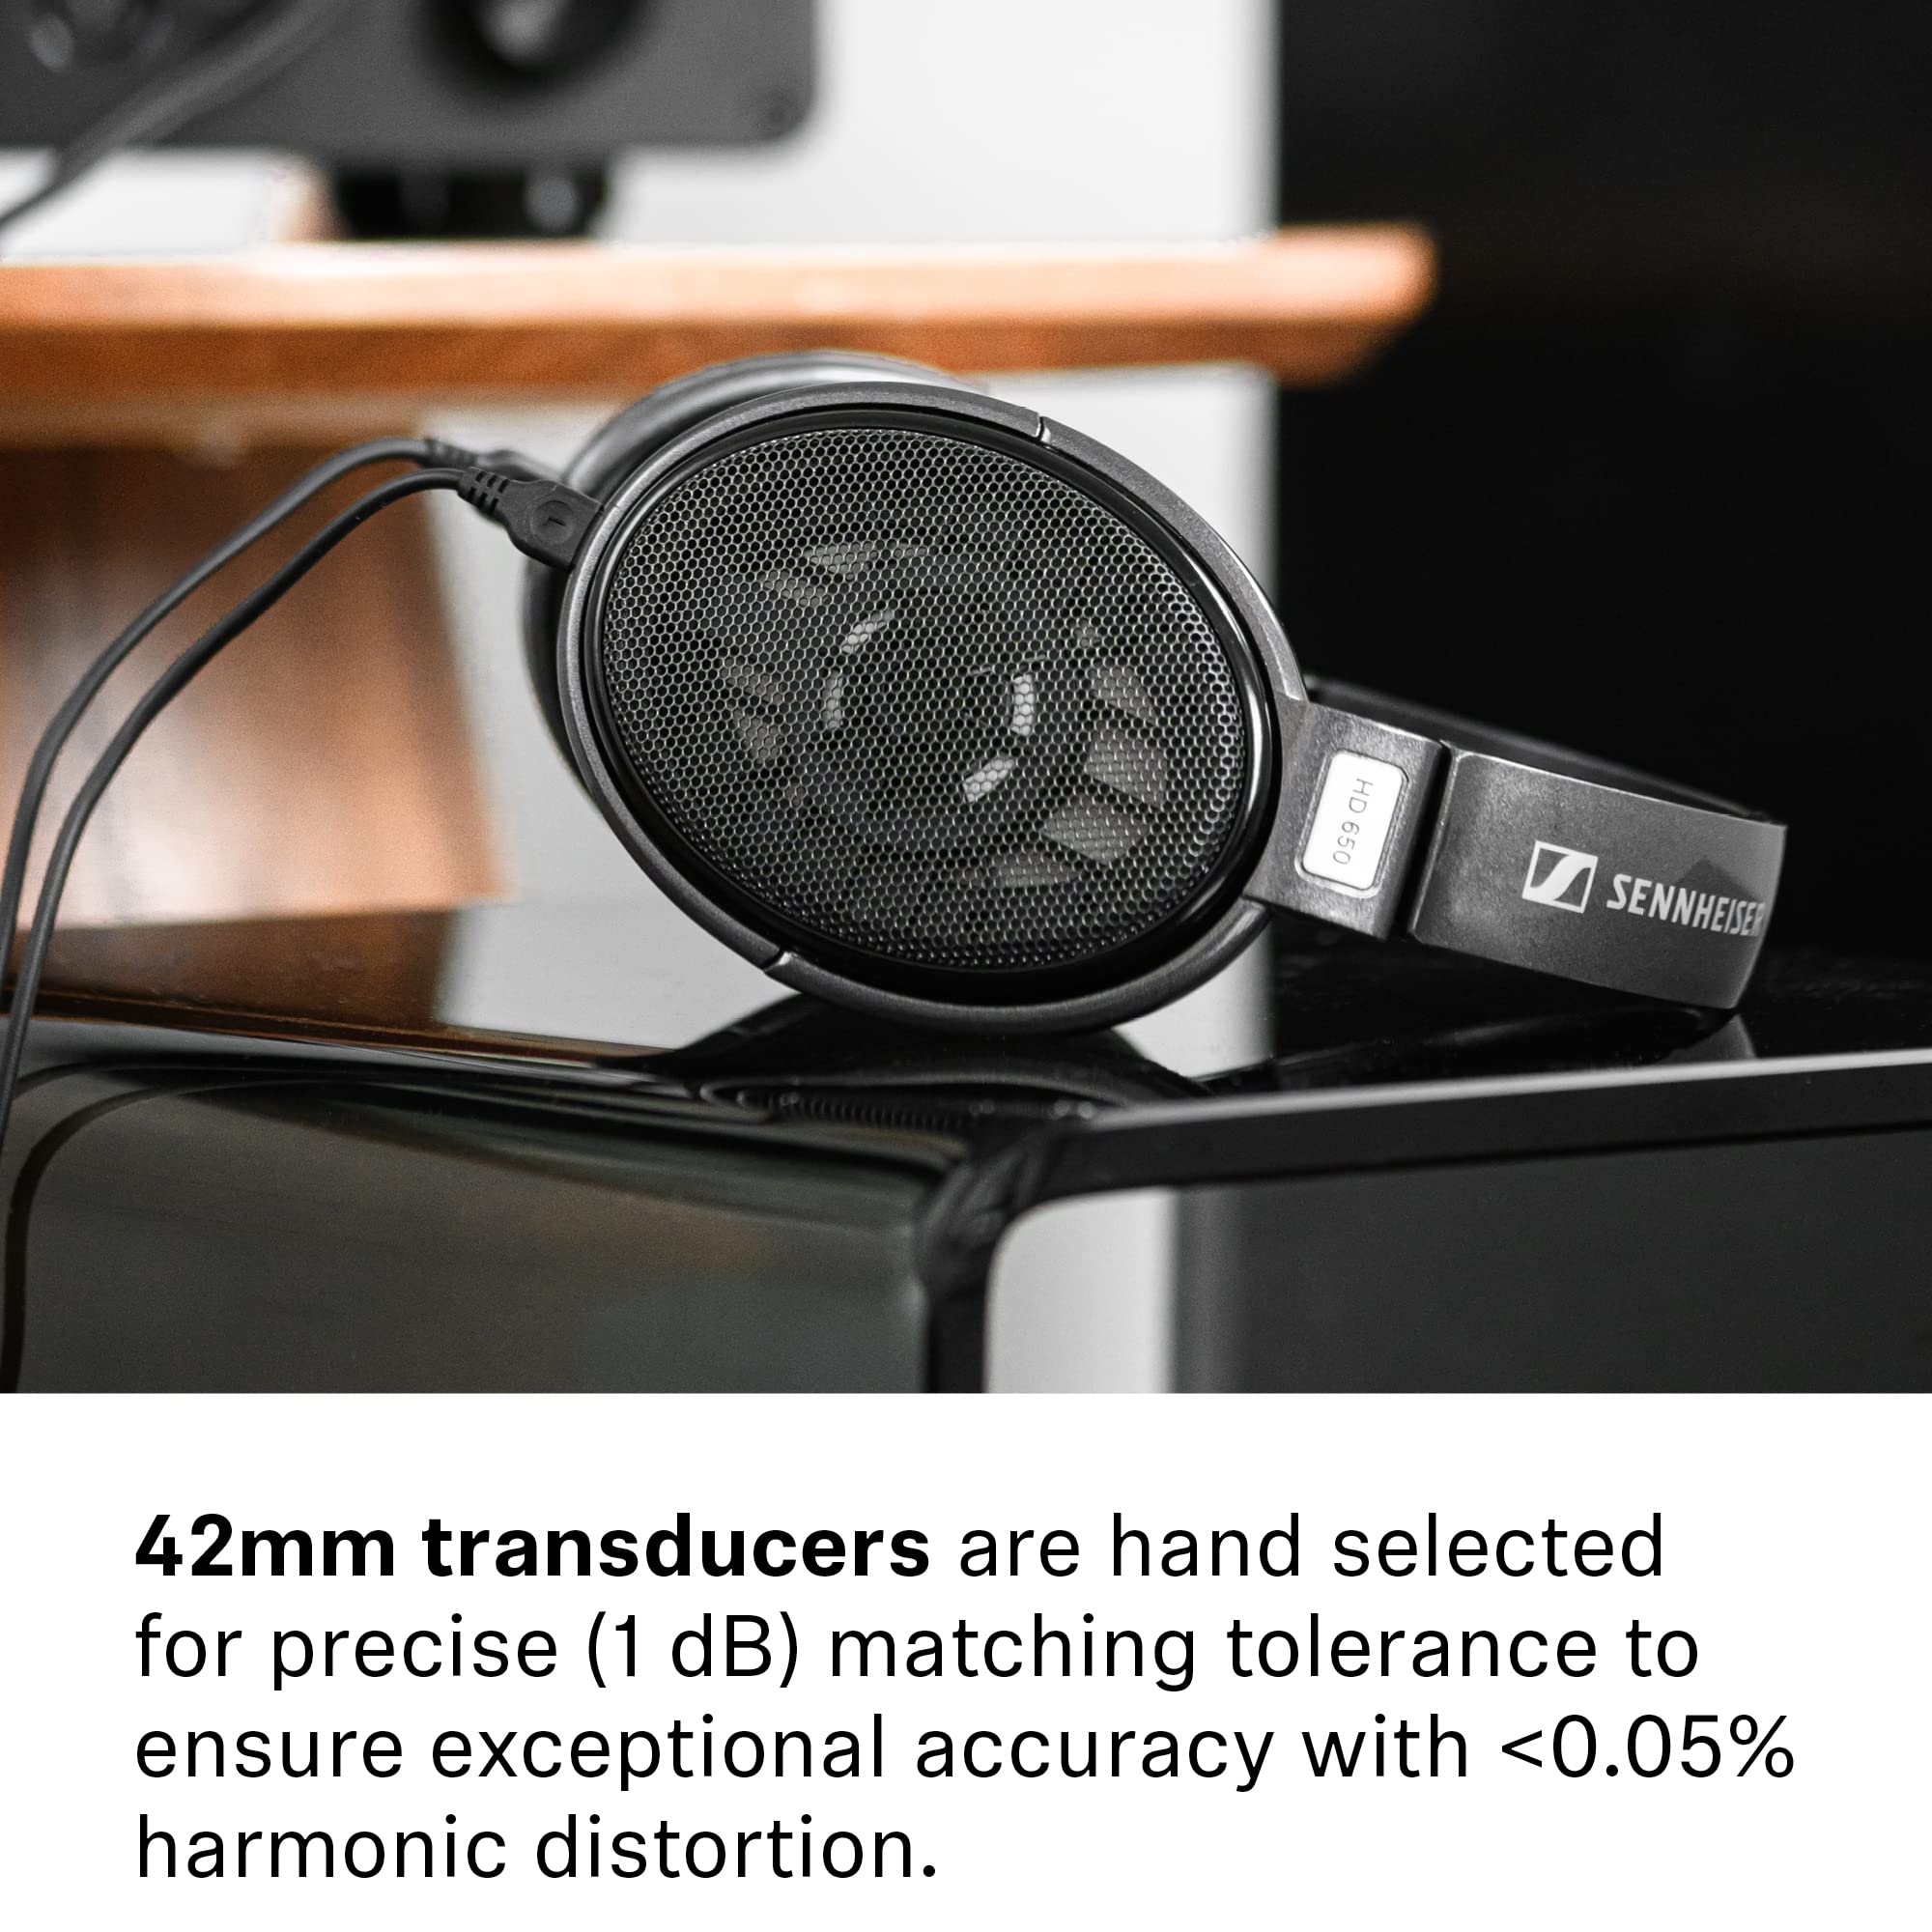 L
HD 650
SENNHEISER
42mm transducers are hand selected
for precise (1 dB) matching tolerance to
ensure exceptional accuracy with <0.05%
harmonic distortion.